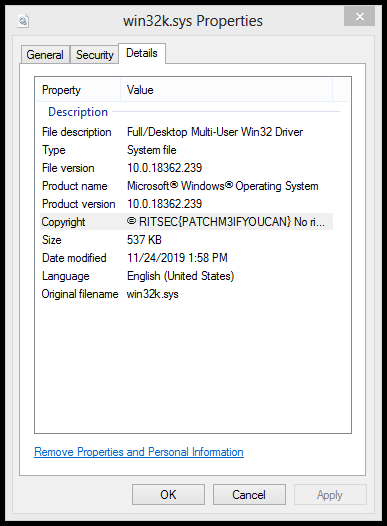 win32k.sys Properties
General Security Details
Property Value
Description
File description Full/Desktop Multi-User Win32 Driver
Type System file
File version 10.0.18362.239
Product name Microsoft® Windows® Operating System
Product version 10.0.18362.239
Copyright © RITSEC{PATCHM3IFYOUCAN} No ri...
Size 537 KB
Date modified 11/24/2019 1:58 PM
Language English (United States)
Original filename win32k.sys
Remove Properties and Personal Information
OK Cancel Apply